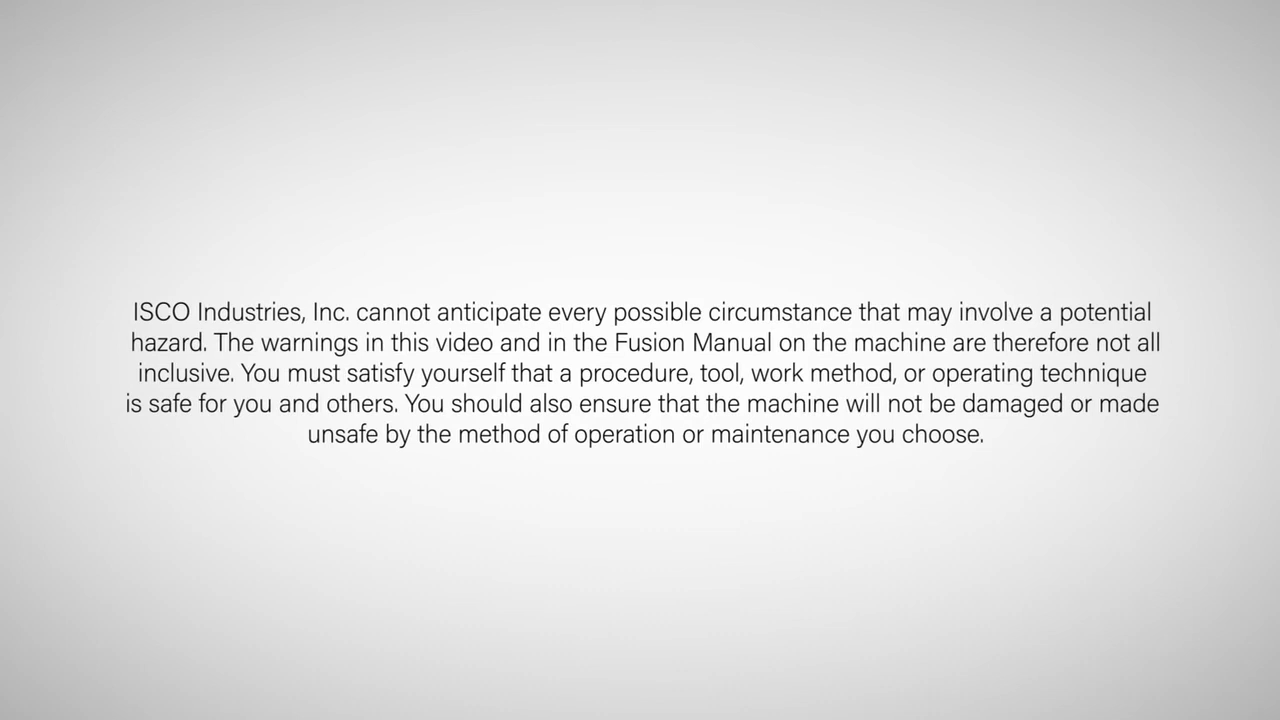 ISCO Industries, Inc. cannot anticipate every possible circumstance that may involve a potential
hazard. The warnings in this video and in the Fusion Manual on the machine are therefore not all
inclusive. You must satisfy yourself that a procedure, tool, work method, or operating technique
is safe for you and others. You should also ensure that the machine will not be damaged or made
unsafe by the method of operation or maintenance you choose.